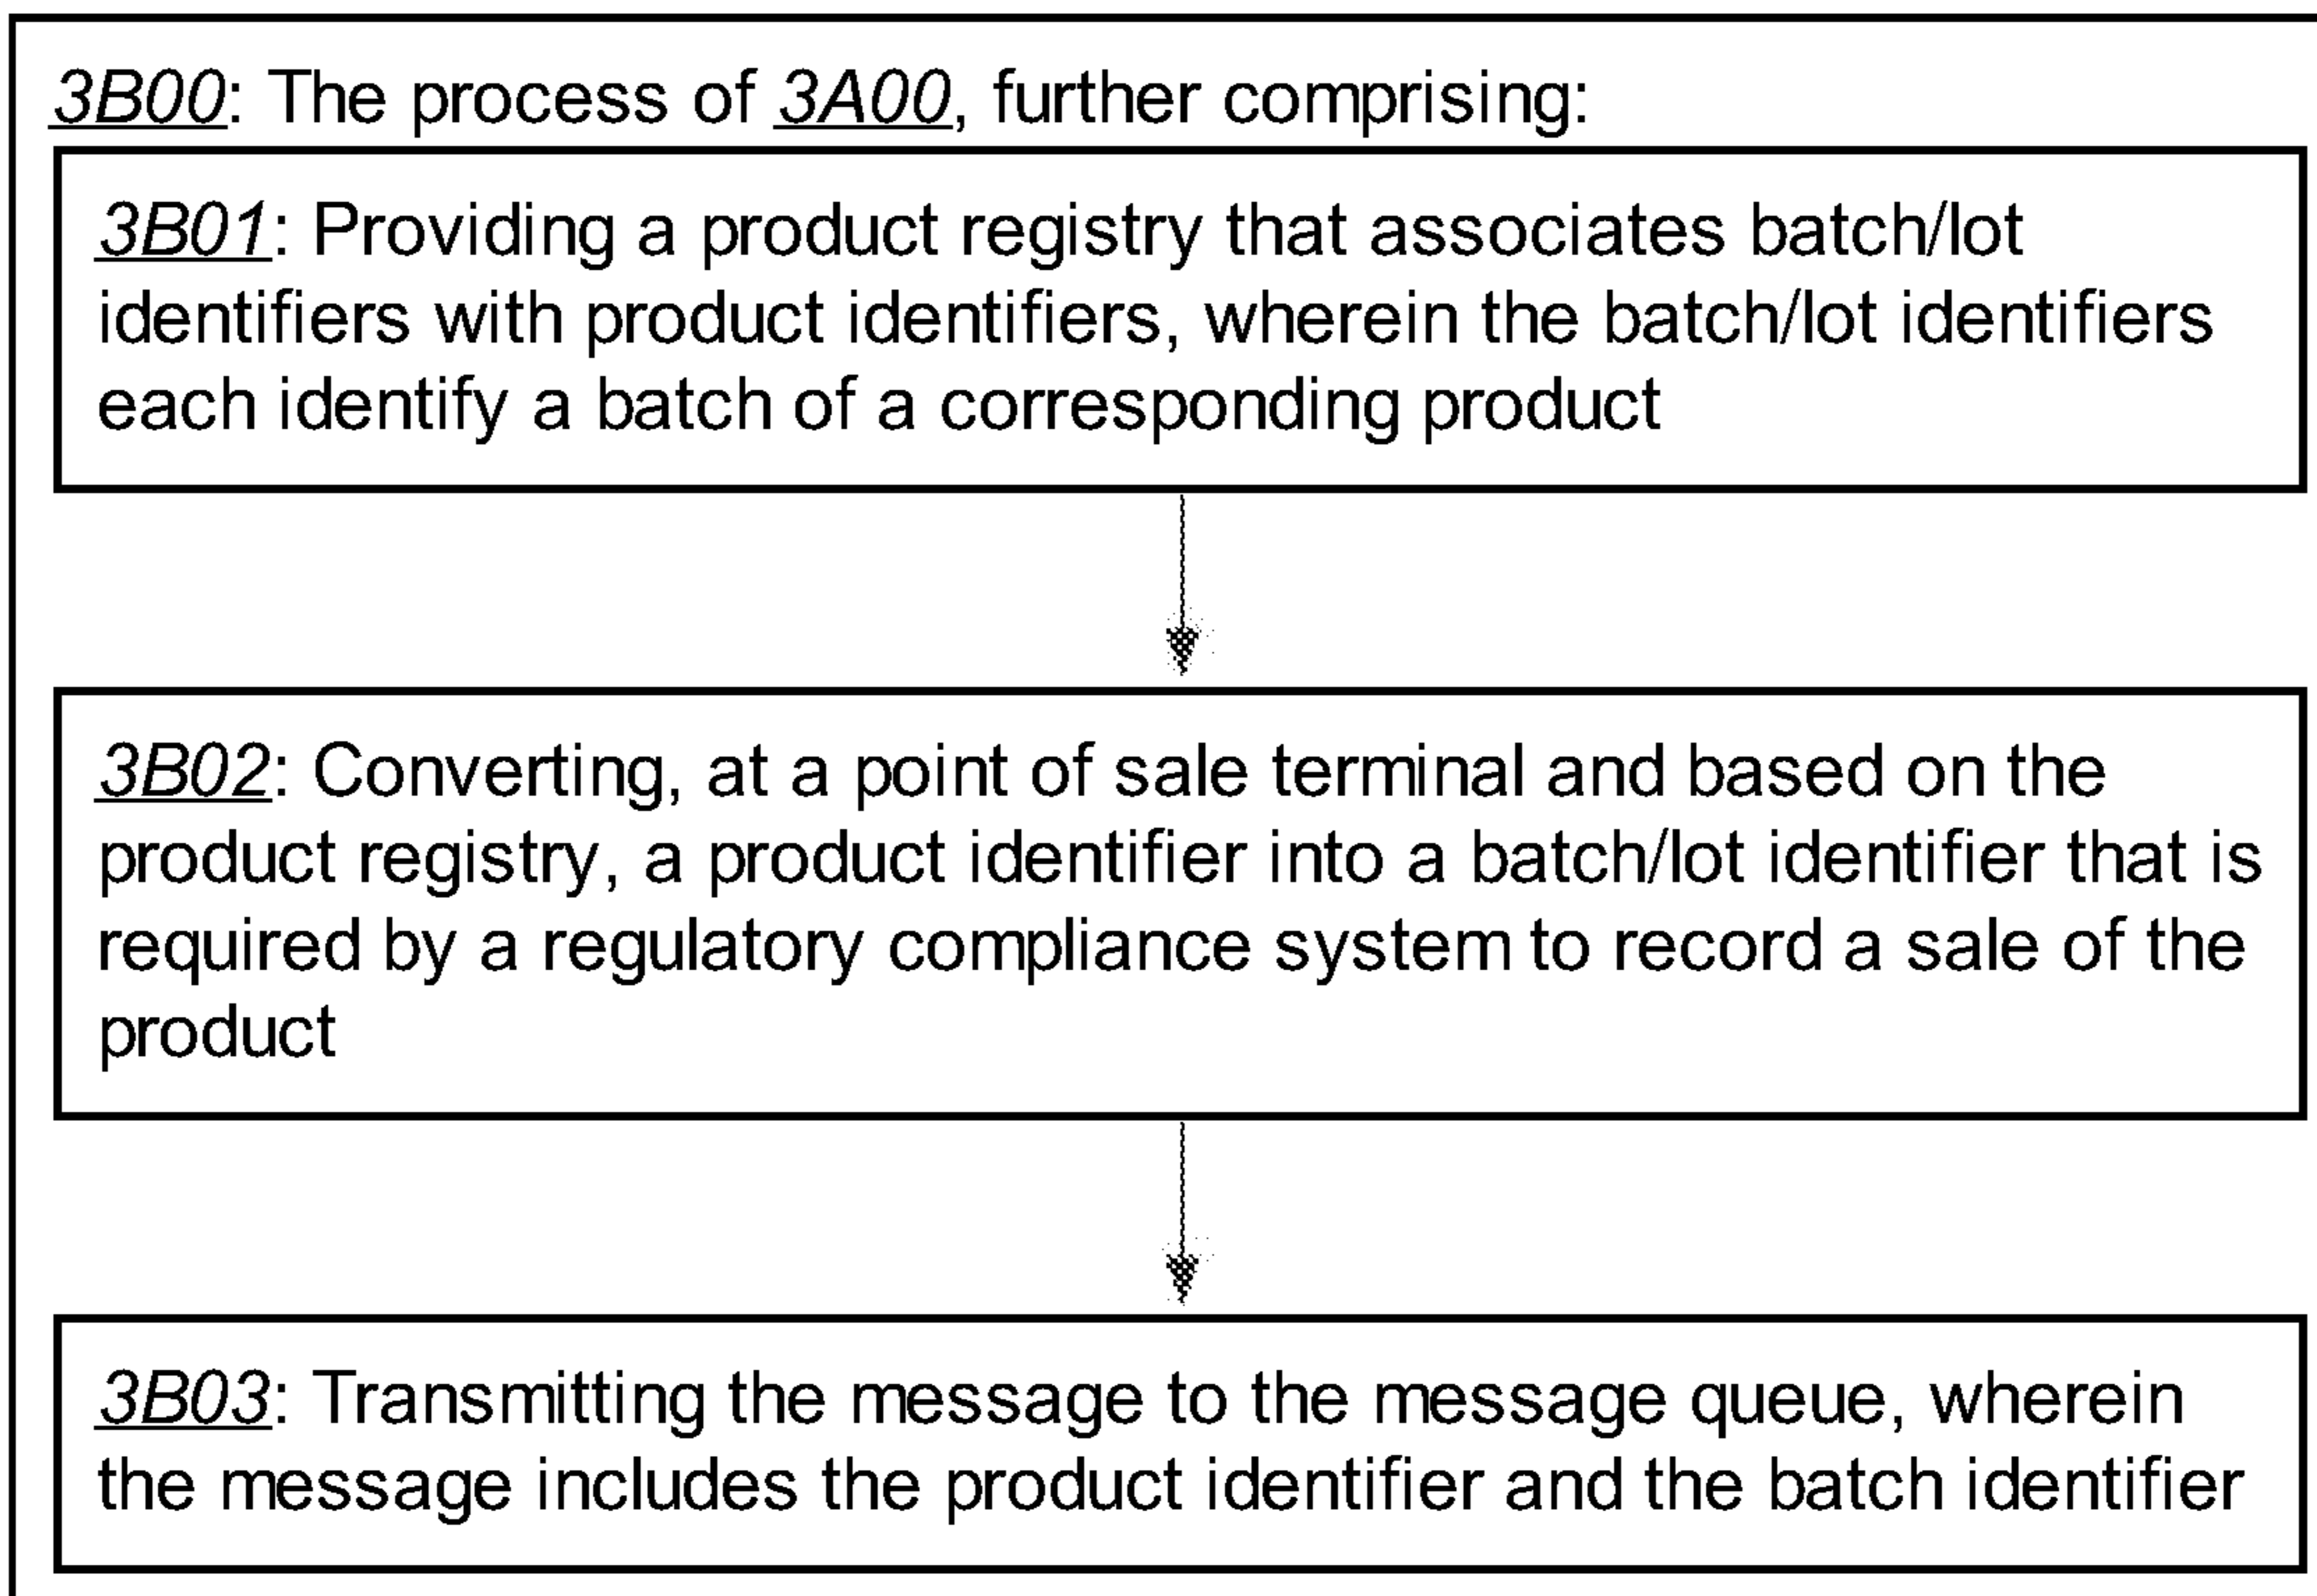 3B00: The process of 3A00, further comprising:
3B01: Providing a product registry that associates batch/lot
identifiers with product identifiers, wherein the batch/lot identifiers
each identify a batch of a corresponding product
3B02: Converting, at a point of sale terminal and based on the
product registry, a product identifier into a batch/lot identifier that is
required by a regulatory compliance system to record a sale of the
product
3B03: Transmitting the message to the message queue, wherein
the message includes the product identifier and the batch identifier